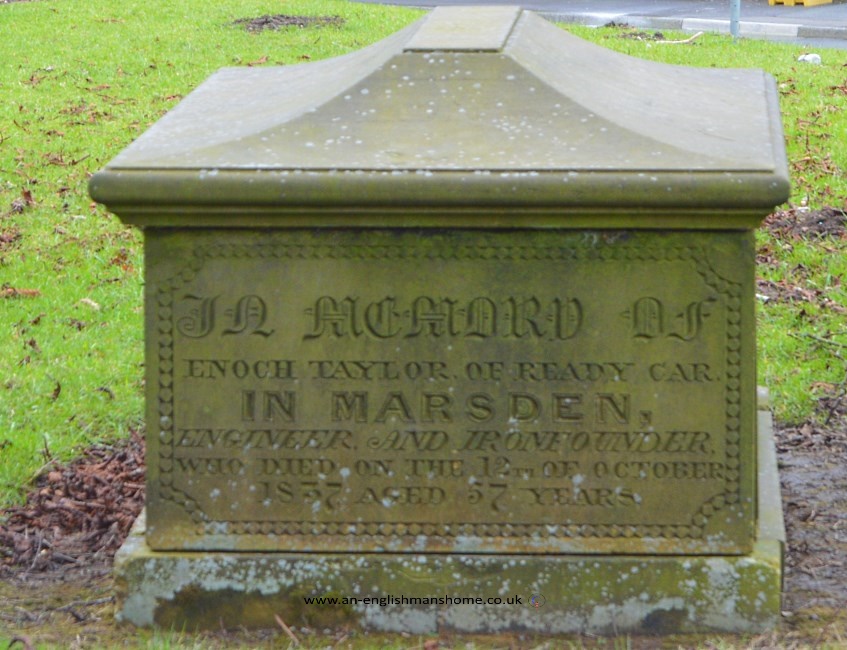 In Memory Of
ENOCH TAYLOR, OF READY CAR.
IN MARSDEN,
ENGINEER, AND IRONFOUNDER,
WHO DIED, ON THE 12TH OF OCTOBER
1837 AGED 57 YEARS.
www.an-englishmanshome.co.uk